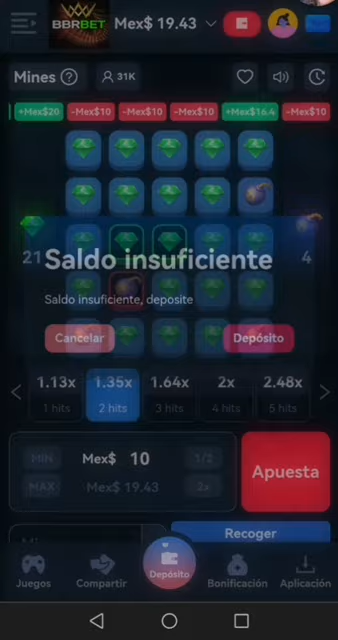 BBRBET
Mex$ 19.43
Mines
31K
+Mex$20 -Mex$10 -Mex$10 -Mex$10 +Mex$16.4 -Mex$10
21
4
Saldo insuficiente
Saldo insuficiente, deposite
Cancelar
Depósito
1.13x 1.35x 1.64x 2x 2.48x
1 hits 2 hits 3 hits 4 hits 5 hits
MIN
Mex$ 10
1/2
MAX
Mex$ 19.43
2x
Apuesta
Recoger
Juegos
Compartir
Depósito
Bonificación
Aplicación